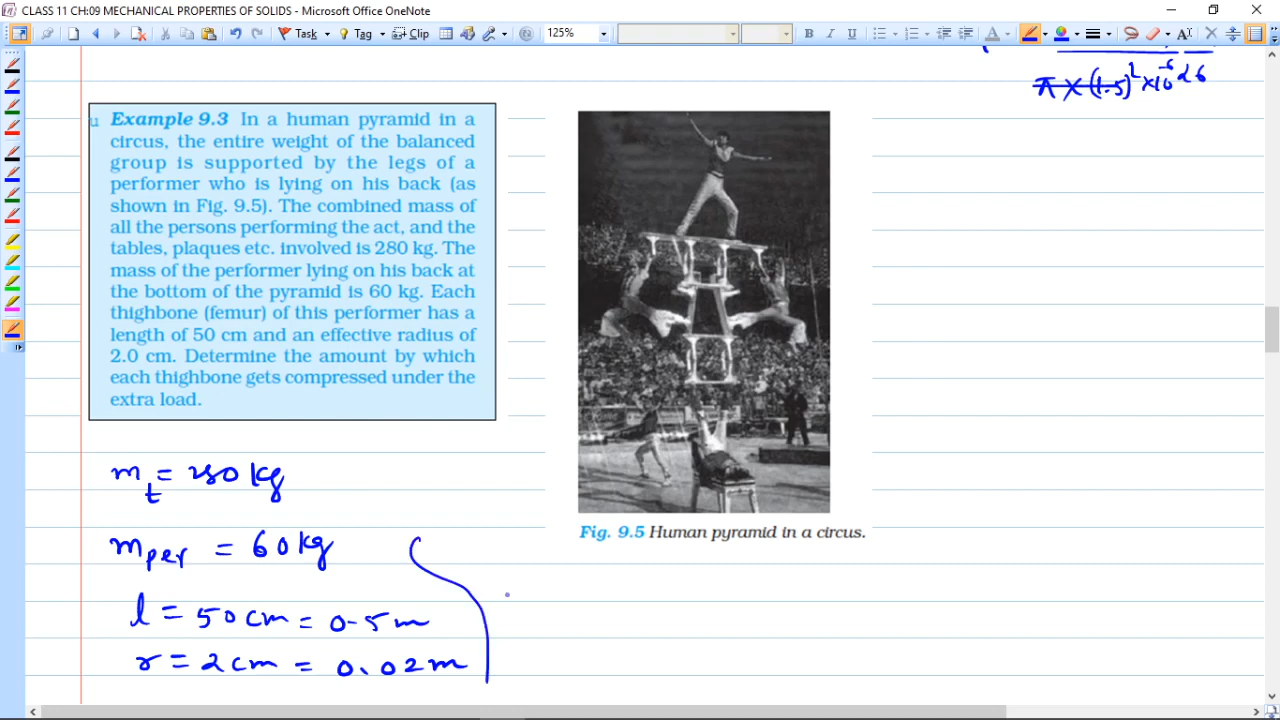 CLASS 11 CH:09 MECHANICAL PROPERTIES OF SOLIDS - Microsoft Office OneNote
Task Tag Clip 125% B I U
π × (1.5)² × 10⁻⁶ 26
u Example 9.3 In a human pyramid in a
circus, the entire weight of the balanced
group is supported by the legs of a
performer who is lying on his back (as
shown in Fig. 9.5). The combined mass of
all the persons performing the act, and the
tables, plaques etc. involved is 280 kg. The
mass of the performer lying on his back at
the bottom of the pyramid is 60 kg. Each
thighbone (femur) of this performer has a
length of 50 cm and an effective radius of
2.0 cm. Determine the amount by which
each thighbone gets compressed under the
extra load.
Fig. 9.5 Human pyramid in a circus.
m_t = 280 kg
m_per = 60 kg
l = 50 cm = 0.5 m
r = 2 cm = 0.02 m